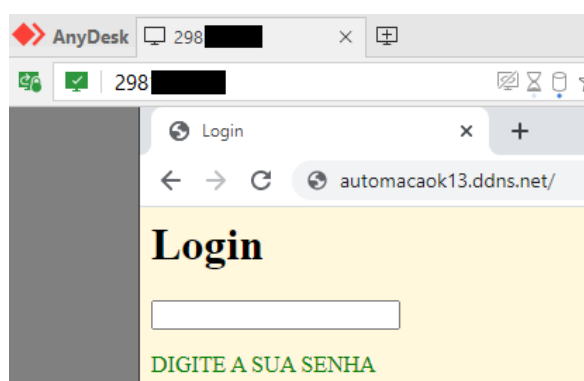 AnyDesk 298
298
Login
automacaok13.ddns.net/
Login
DIGITE A SUA SENHA